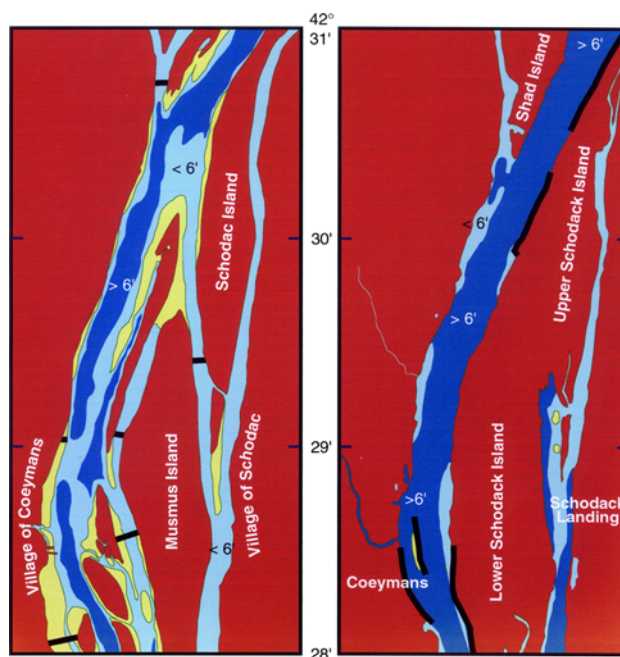 42°
31'
30'
29'
28'
< 6'
Schodac Island
> 6'
Musmus Island
Village of Schodac
Village of Coeymans
< 6'
> 6'
Shad Island
< 6'
Upper Schodack Island
> 6'
Lower Schodack Island
>6'
Schodack
Landing
Coeymans